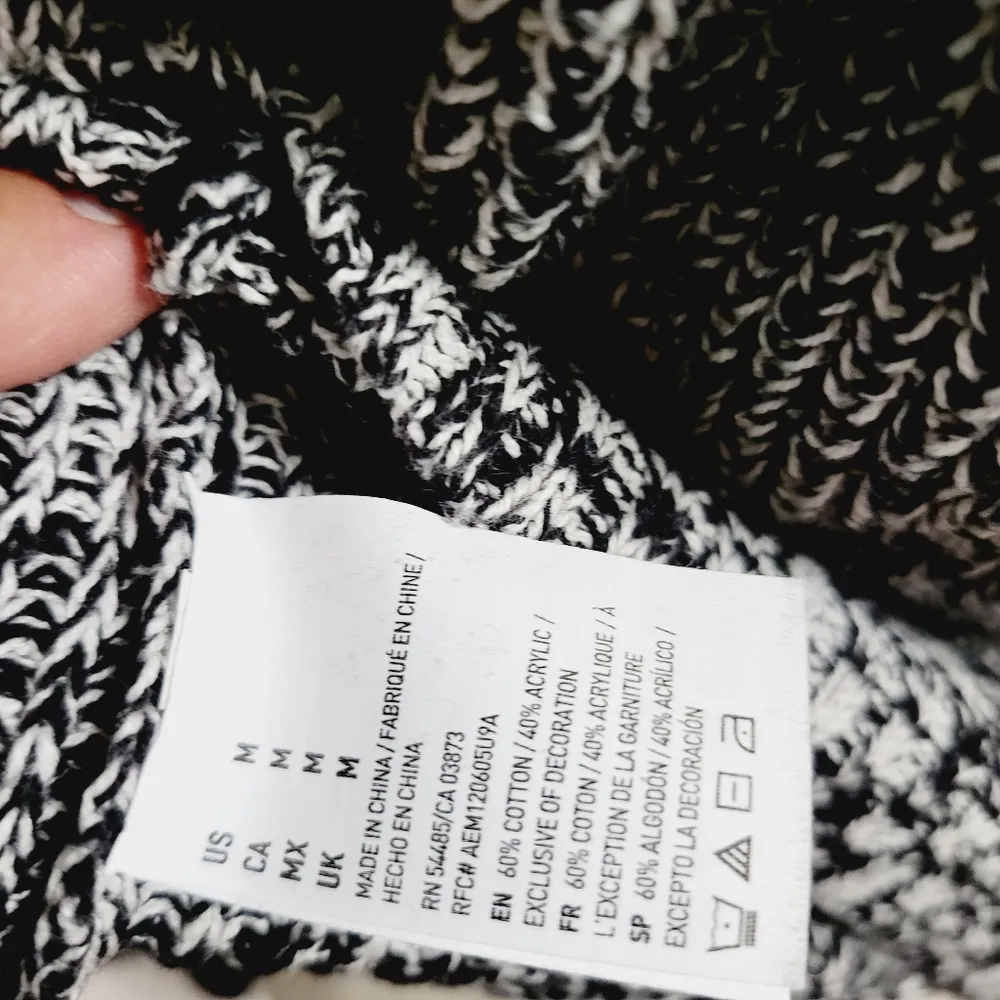 US M
CA M
MX M
UK M
MADE IN CHINA / FABRIQUÉ EN CHINE /
HECHO EN CHINA
RN 54485/CA 03873
RFC# AEM120605U9A
EN 60% COTTON / 40% ACRYLIC /
EXCLUSIVE OF DECORATION
FR 60% COTON / 40% ACRYLIQUE / À
L'EXCEPTION DE LA GARNITURE
SP 60% ALGODÓN / 40% ACRÍLICO /
EXCEPTO LA DECORACIÓN